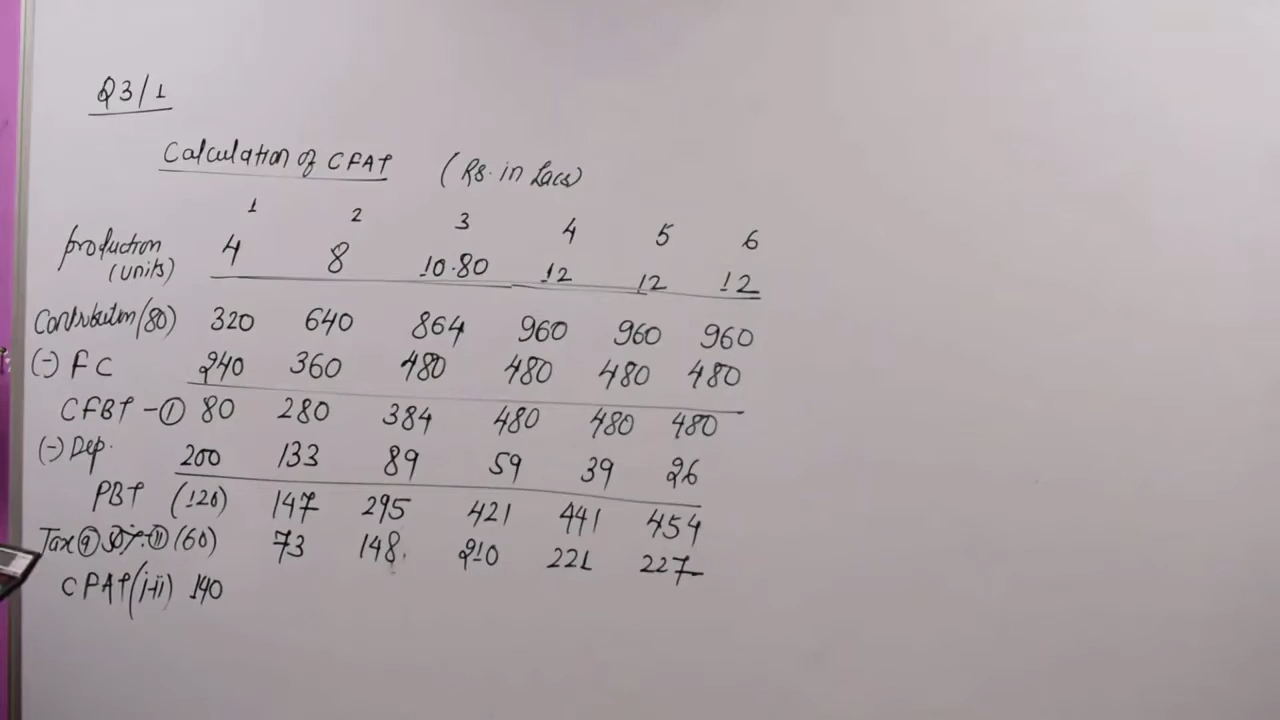 Q3/1
Calculation of CFAT (Rs. in Lacs)
1 2 3 4 5 6
production (units) 4 8 10.80 12 12 12
Contribution (80) 320 640 864 960 960 960
(-) FC 240 360 480 480 480 480
CFBT - ① 80 280 384 480 480 480
(-) Dep. 200 133 89 59 39 26
PBT (120) 147 295 421 441 454
Tax @ 50%-⑪ (60) 73 148 210 221 227
CFAT (i-ii) 140